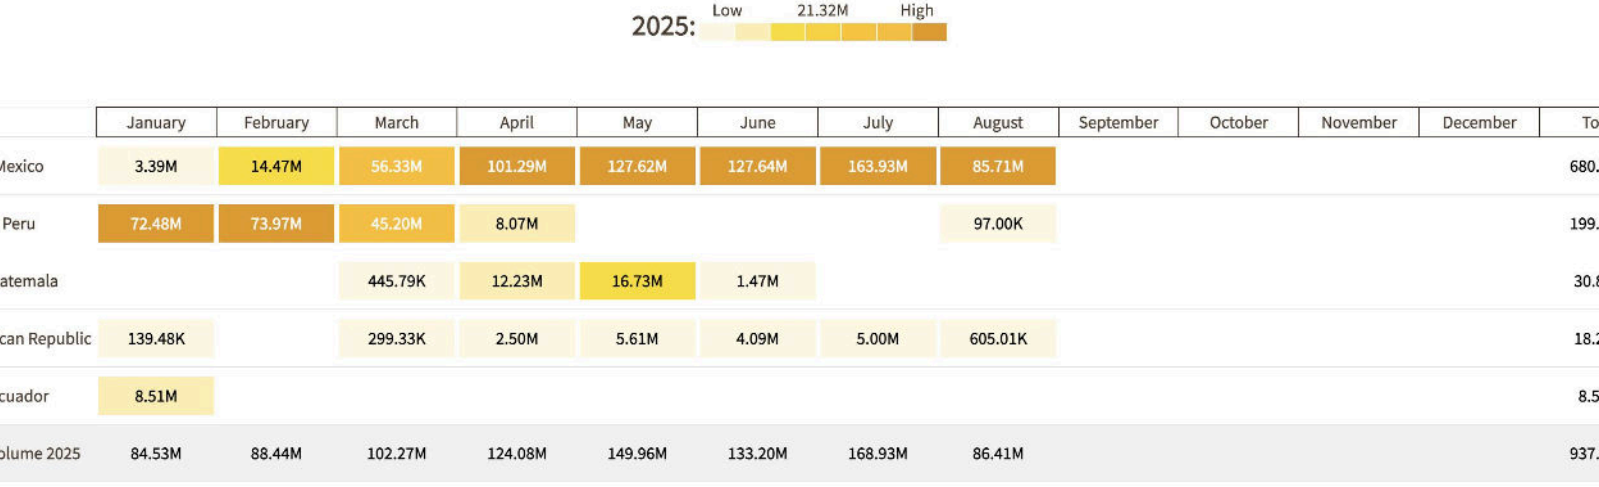 Low 21.32M High
2025:
January February March April May June July August September October November December To
Mexico 3.39M 14.47M 56.33M 101.29M 127.62M 127.64M 163.93M 85.71M 680.
Peru 72.48M 73.97M 45.20M 8.07M 97.00K 199.
atemala 445.79K 12.23M 16.73M 1.47M 30.8
can Republic 139.48K 299.33K 2.50M 5.61M 4.09M 5.00M 605.01K 18.2
cuador 8.51M 8.5
olume 2025 84.53M 88.44M 102.27M 124.08M 149.96M 133.20M 168.93M 86.41M 937.